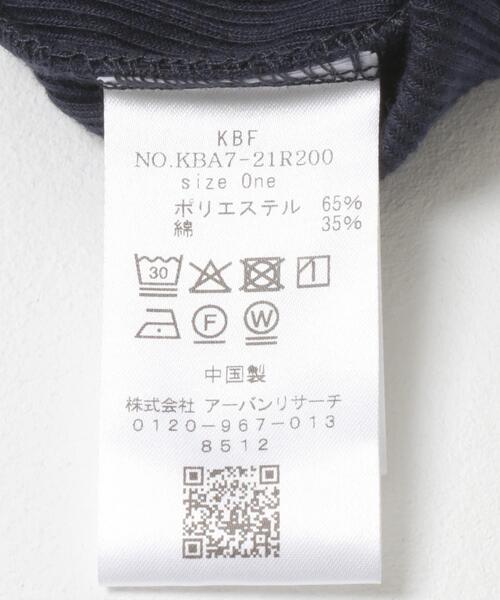 KBF
NO.KBA7-21R200
size One
ポリエステル 65%
綿 35%
30
F W
中国製
株式会社 アーバンリサーチ
0120-967-013
8512